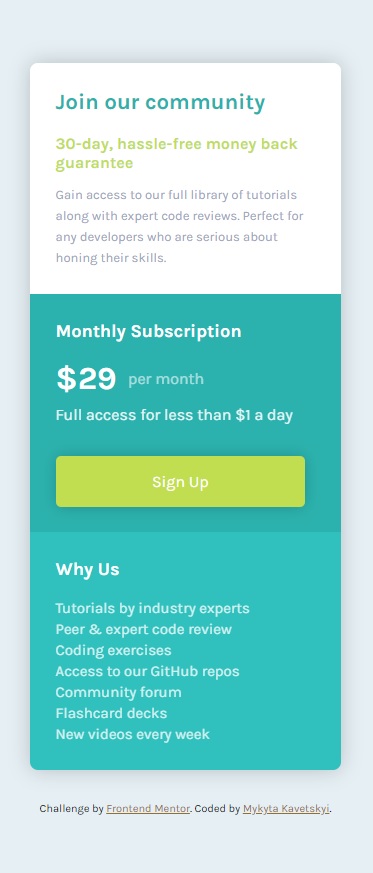 Join our community
30-day, hassle-free money back
guarantee
Gain access to our full library of tutorials
along with expert code reviews. Perfect for
any developers who are serious about
honing their skills.
Monthly Subscription
$29 per month
Full access for less than $1 a day
Sign Up
Why Us
Tutorials by industry experts
Peer & expert code review
Coding exercises
Access to our GitHub repos
Community forum
Flashcard decks
New videos every week
Challenge by Frontend Mentor. Coded by Mykyta Kavetskyi.